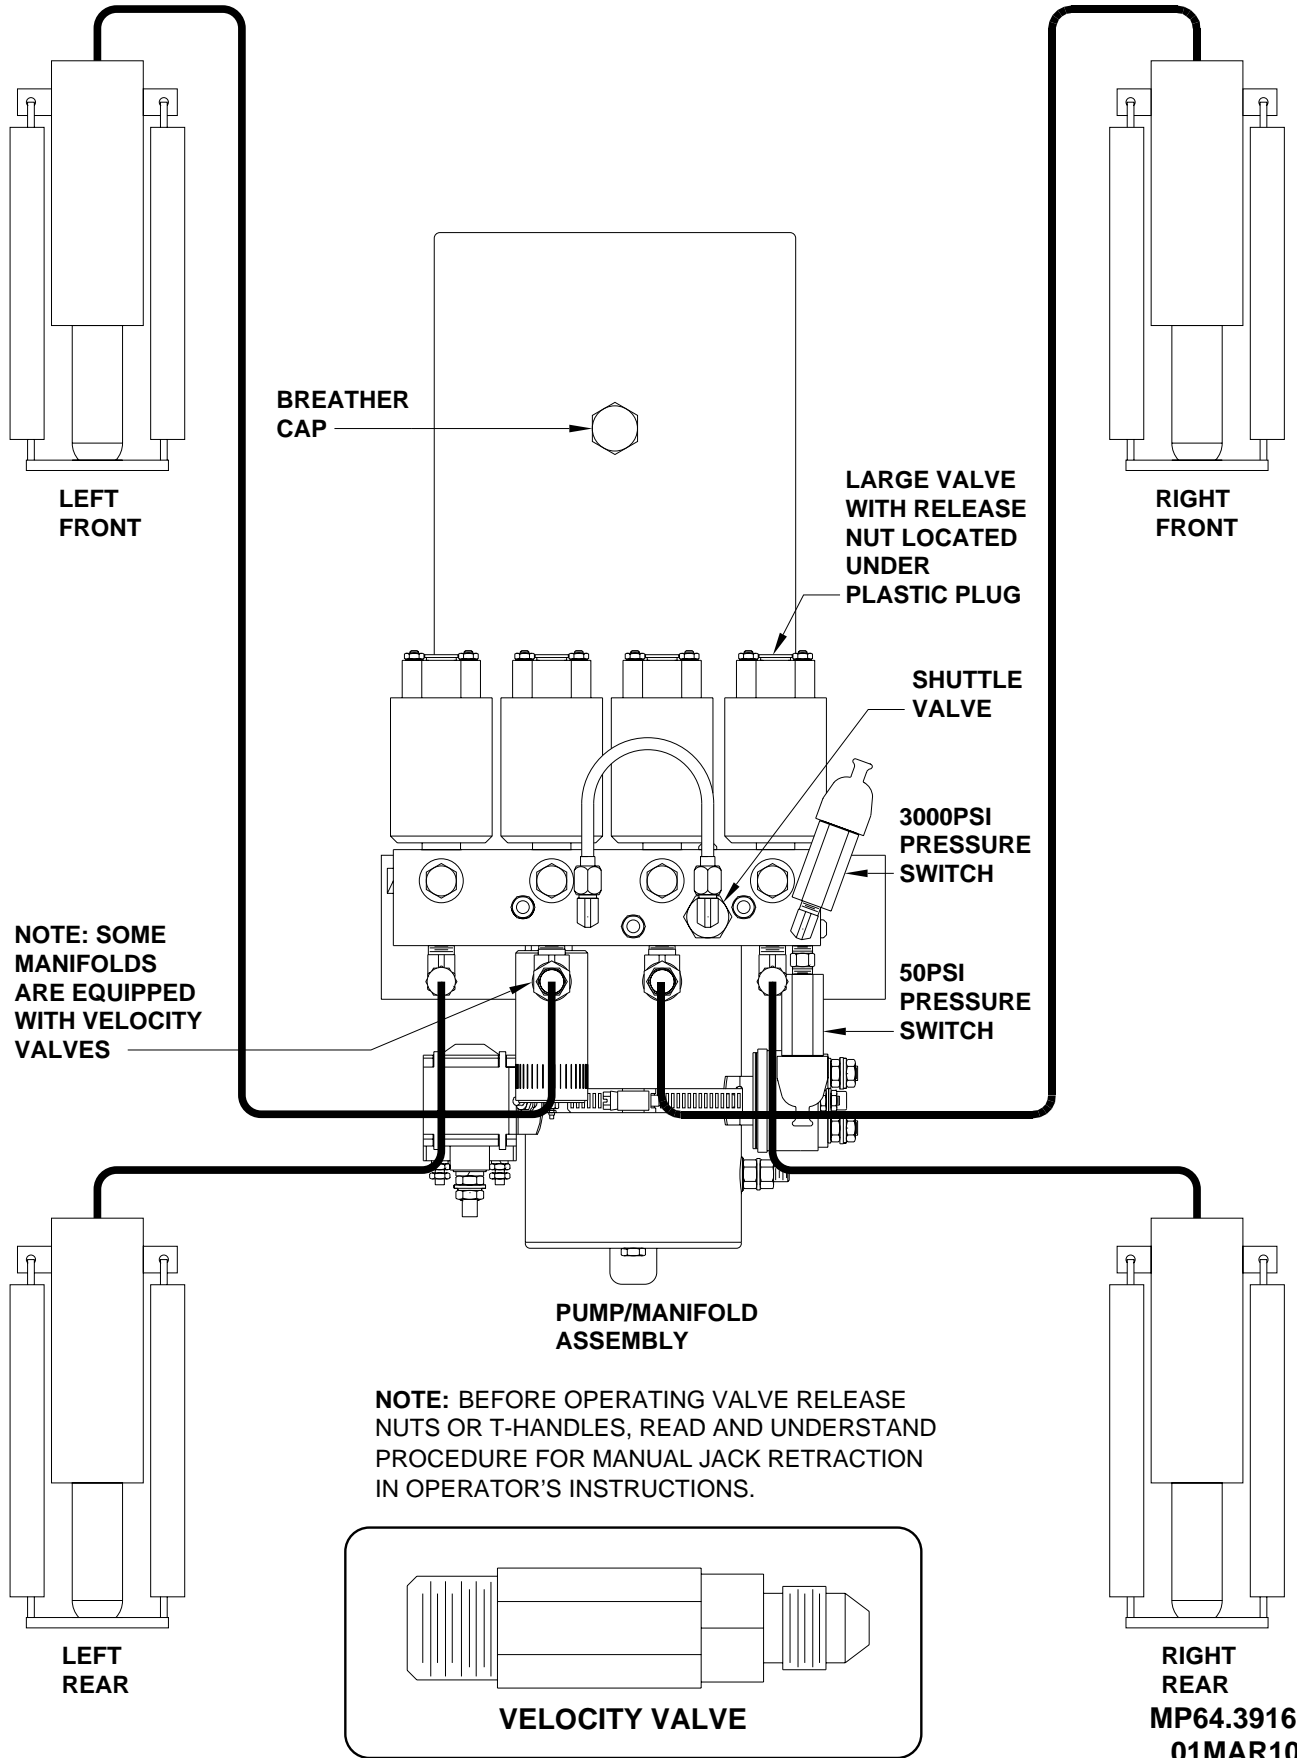 BREATHER
CAP
LEFT
FRONT
LARGE VALVE
WITH RELEASE
NUT LOCATED
UNDER
PLASTIC PLUG
RIGHT
FRONT
SHUTTLE
VALVE
3000PSI
PRESSURE
SWITCH
NOTE: SOME
MANIFOLDS
ARE EQUIPPED
WITH VELOCITY
VALVES
50PSI
PRESSURE
SWITCH
PUMP/MANIFOLD
ASSEMBLY
NOTE: BEFORE OPERATING VALVE RELEASE
NUTS OR T-HANDLES, READ AND UNDERSTAND
PROCEDURE FOR MANUAL JACK RETRACTION
IN OPERATOR'S INSTRUCTIONS.
LEFT
REAR
VELOCITY VALVE
RIGHT
REAR
MP64.3916
01MAR10